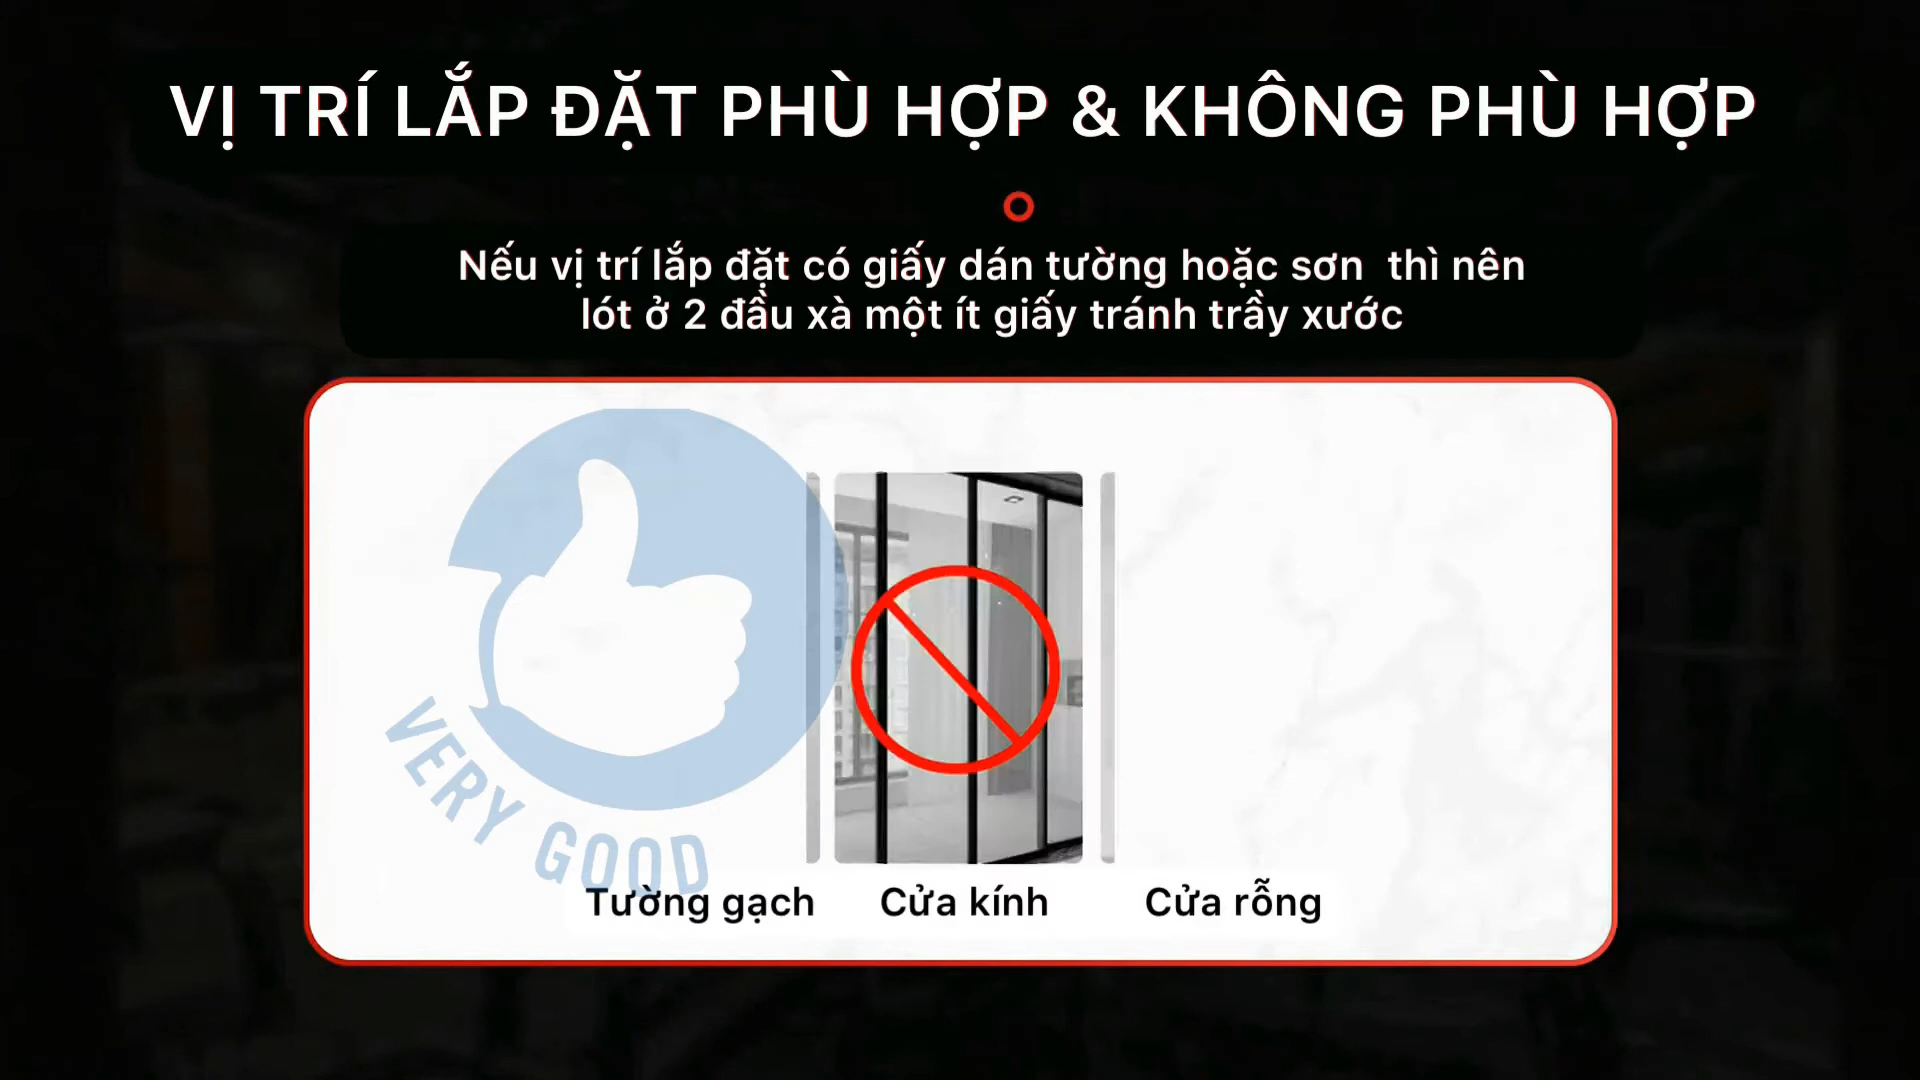 VỊ TRÍ LẮP ĐẶT PHÙ HỢP & KHÔNG PHÙ HỢP
Nếu vị trí lắp đặt có giấy dán tường hoặc sơn thì nên
lót ở 2 đầu xà một ít giấy tránh trầy xước
VERY GOOD
Tường gạch
Cửa kính
Cửa rỗng